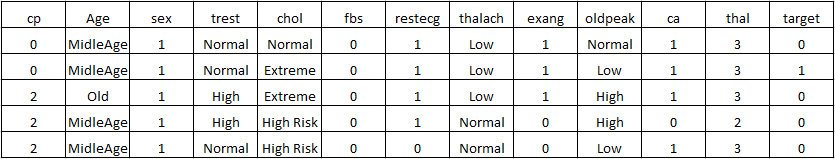 cp Age sex trest chol fbs restecg thalach exang oldpeak ca thal target
0 MidleAge 1 Normal Normal 0 1 Low 1 Normal 1 3 0
0 MidleAge 1 Normal Extreme 0 1 Low 1 Low 1 3 1
2 Old 1 High Extreme 0 1 Low 1 High 1 3 0
2 MidleAge 1 High High Risk 0 1 Normal 0 High 0 2 0
2 MidleAge 1 Normal High Risk 0 0 Normal 0 Low 1 3 0